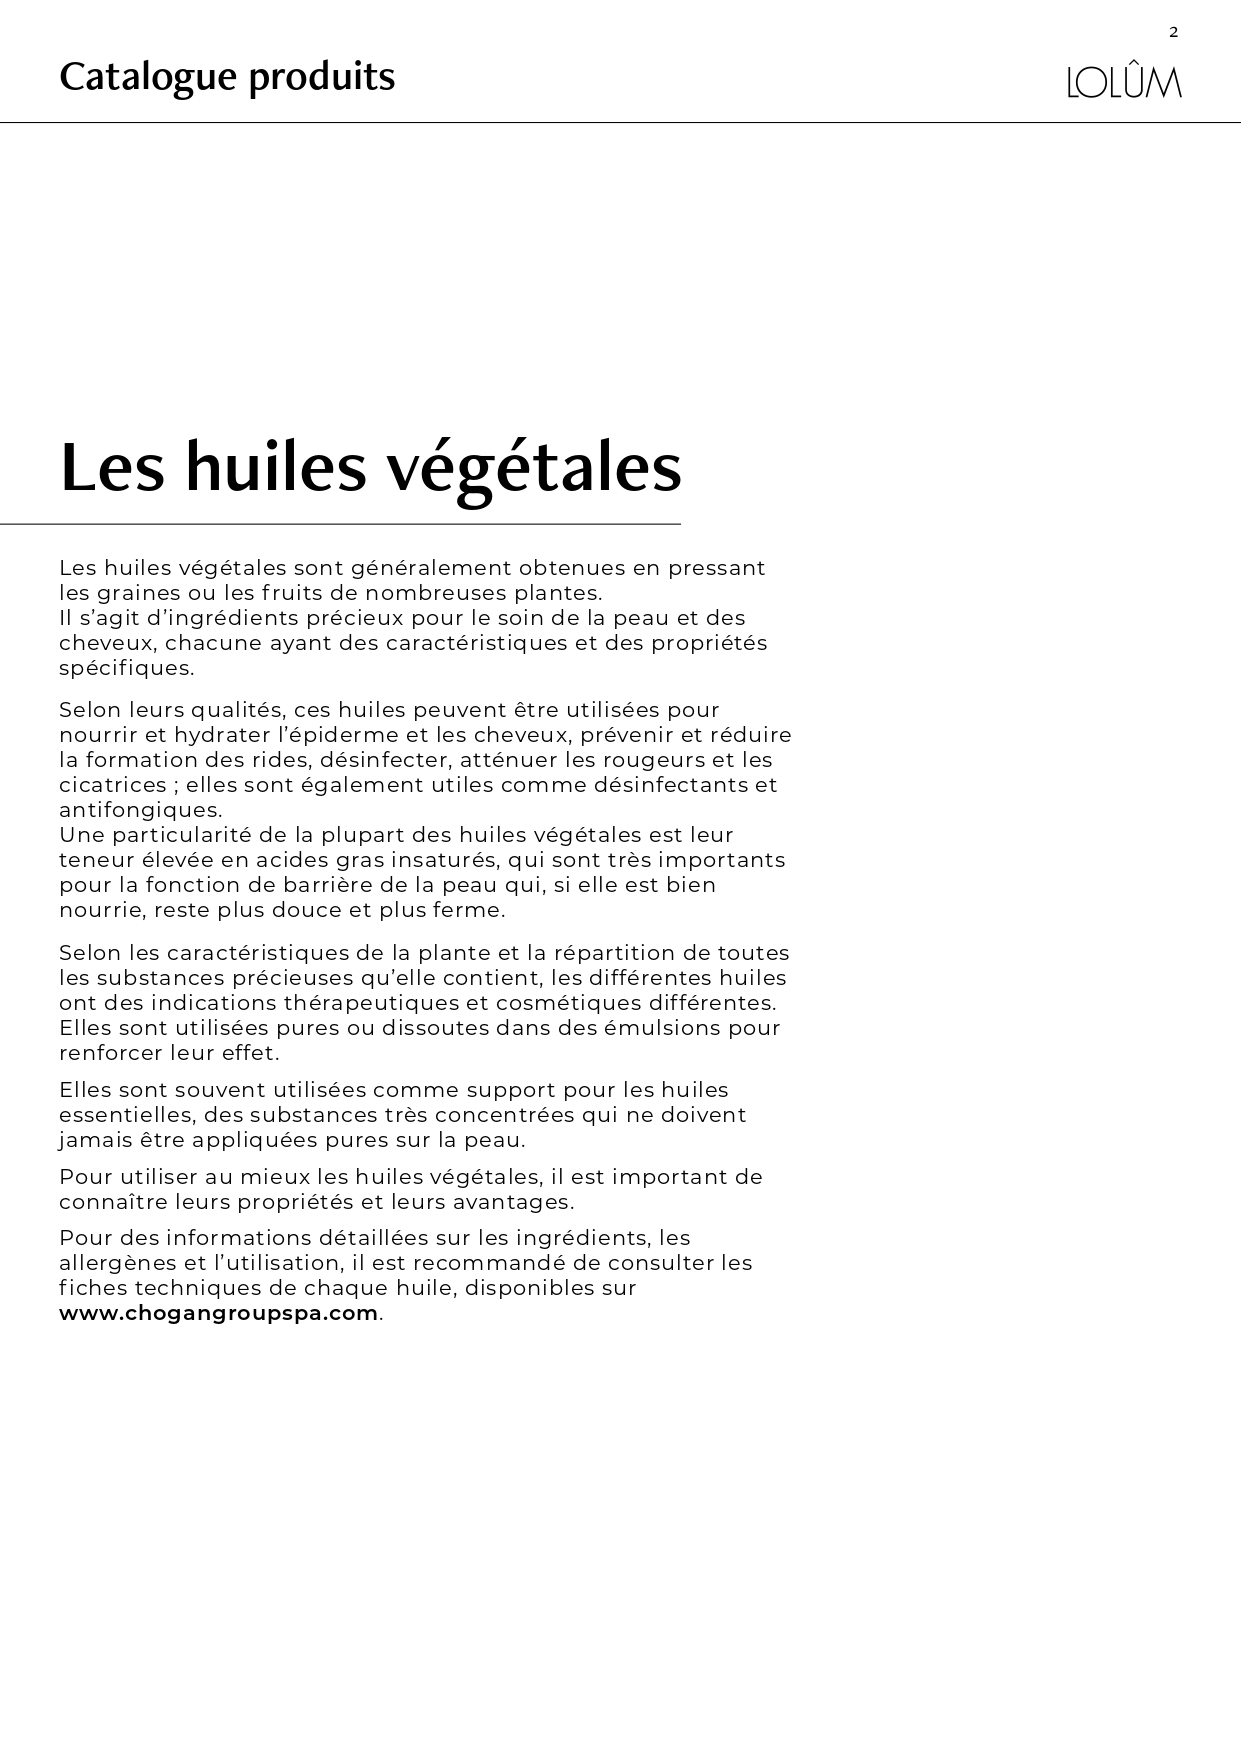 2
Catalogue produits
LOLÛM
Les huiles végétales
Les huiles végétales sont généralement obtenues en pressant
les graines ou les fruits de nombreuses plantes.
Il s’agit d’ingrédients précieux pour le soin de la peau et des
cheveux, chacune ayant des caractéristiques et des propriétés
spécifiques.
Selon leurs qualités, ces huiles peuvent être utilisées pour
nourrir et hydrater l’épiderme et les cheveux, prévenir et réduire
la formation des rides, désinfecter, atténuer les rougeurs et les
cicatrices ; elles sont également utiles comme désinfectants et
antifongiques.
Une particularité de la plupart des huiles végétales est leur
teneur élevée en acides gras insaturés, qui sont très importants
pour la fonction de barrière de la peau qui, si elle est bien
nourrie, reste plus douce et plus ferme.
Selon les caractéristiques de la plante et la répartition de toutes
les substances précieuses qu’elle contient, les différentes huiles
ont des indications thérapeutiques et cosmétiques différentes.
Elles sont utilisées pures ou dissoutes dans des émulsions pour
renforcer leur effet.
Elles sont souvent utilisées comme support pour les huiles
essentielles, des substances très concentrées qui ne doivent
jamais être appliquées pures sur la peau.
Pour utiliser au mieux les huiles végétales, il est important de
connaître leurs propriétés et leurs avantages.
Pour des informations détaillées sur les ingrédients, les
allergènes et l’utilisation, il est recommandé de consulter les
fiches techniques de chaque huile, disponibles sur
www.chogangroupspa.com.